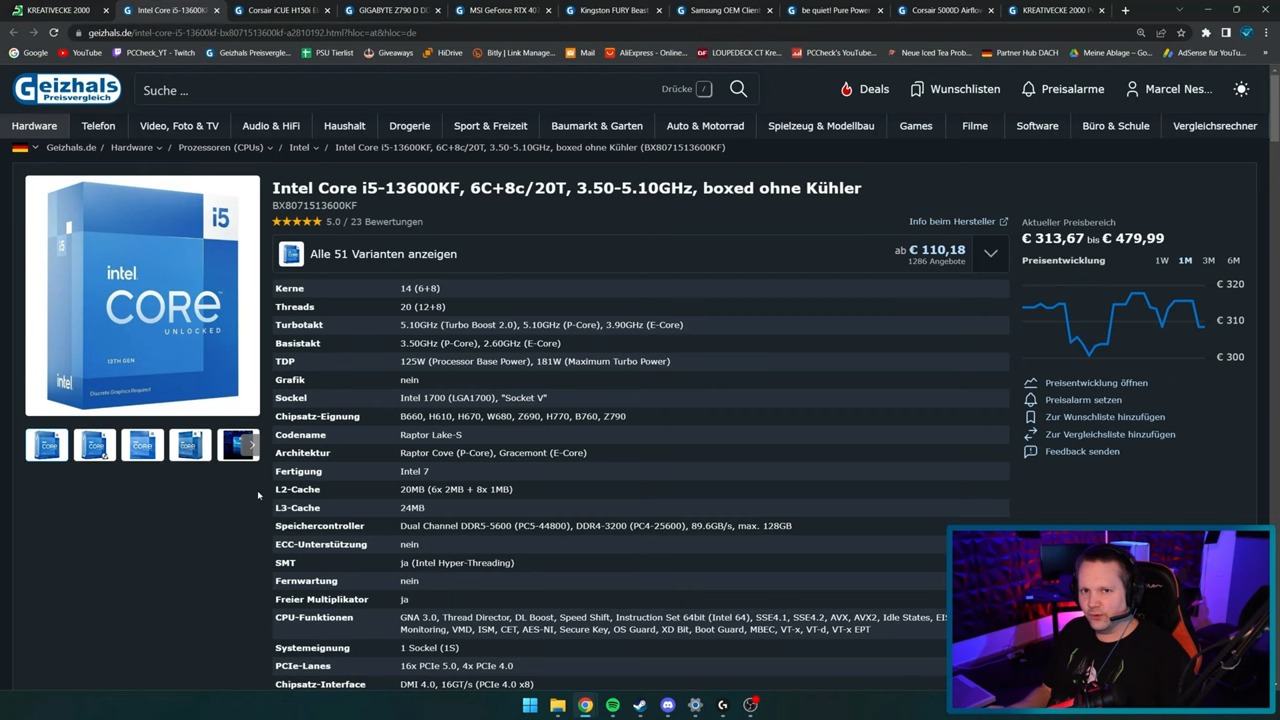 KREATIVECKE 2000
Intel Core i5-13600K
Corsair iCUE H150i E
GIGABYTE Z790 D D
MSI GeForce RTX 407
Kingston FURY Beast
Samsung OEM Client
be quiet! Pure Power
Corsair 5000D Airflow
KREATIVECKE 2000 P
geizhals.de/intel-core-i5-13600kf-bx8071513600kf-a2810192.html?hloc=at&hloc=de
Google
YouTube
PCCheck_YT - Twitch
Geizhals Preisvergle...
PSU Tierlist
Giveaways
HiDrive
Bitly | Link Manage...
Mail
AliExpress - Online...
LOUPEDECK CT Cre...
PCCheck's YouTube...
Neue Iced Tea Prob...
Partner Hub DACH
Meine Ablage – Go...
AdSense für YouTu...
Geizhals
Preisvergleich
Suche ...
Drücke /
Deals
Wunschlisten
Preisalarme
Marcel Nes...
Hardware
Telefon
Video, Foto & TV
Audio & HiFi
Haushalt
Drogerie
Sport & Freizeit
Baumarkt & Garten
Auto & Motorrad
Spielzeug & Modellbau
Games
Filme
Software
Büro & Schule
Vergleichsrechner
Geizhals.de / Hardware / Prozessoren (CPUs) / Intel / Intel Core i5-13600KF, 6C+8c/20T, 3.50-5.10GHz, boxed ohne Kühler (BX8071513600KF)
i5
intel
CORE
UNLOCKED
13TH GEN
intel
Discrete Graphics Required
Intel Core i5-13600KF, 6C+8c/20T, 3.50-5.10GHz, boxed ohne Kühler
BX8071513600KF
5.0 / 23 Bewertungen
Info beim Hersteller
Alle 51 Varianten anzeigen
ab € 110,18
1286 Angebote
Kerne 14 (6+8)
Threads 20 (12+8)
Turbotakt 5.10GHz (Turbo Boost 2.0), 5.10GHz (P-Core), 3.90GHz (E-Core)
Basistakt 3.50GHz (P-Core), 2.60GHz (E-Core)
TDP 125W (Processor Base Power), 181W (Maximum Turbo Power)
Grafik nein
Sockel Intel 1700 (LGA1700), "Socket V"
Chipsatz-Eignung B660, H610, H670, W680, Z690, H770, B760, Z790
Codename Raptor Lake-S
Architektur Raptor Cove (P-Core), Gracemont (E-Core)
Fertigung Intel 7
L2-Cache 20MB (6x 2MB + 8x 1MB)
L3-Cache 24MB
Speichercontroller Dual Channel DDR5-5600 (PC5-44800), DDR4-3200 (PC4-25600), 89.6GB/s, max. 128GB
ECC-Unterstützung nein
SMT ja (Intel Hyper-Threading)
Fernwartung nein
Freier Multiplikator ja
CPU-Funktionen GNA 3.0, Thread Director, DL Boost, Speed Shift, Instruction Set 64bit (Intel 64), SSE4.1, SSE4.2, AVX, AVX2, Idle States, EI
Monitoring, VMD, ISM, CET, AES-NI, Secure Key, OS Guard, XD Bit, Boot Guard, MBEC, VT-x, VT-d, VT-x EPT
Systemeignung 1 Sockel (1S)
PCIe-Lanes 16x PCIe 5.0, 4x PCIe 4.0
Chipsatz-Interface DMI 4.0, 16GT/s (PCIe 4.0 x8)
Aktueller Preisbereich
€ 313,67 bis € 479,99
Preisentwicklung
1W
1M
3M
6M
€ 320
€ 310
€ 300
Preisentwicklung öffnen
Preisalarm setzen
Zur Wunschliste hinzufügen
Zur Vergleichsliste hinzufügen
Feedback senden